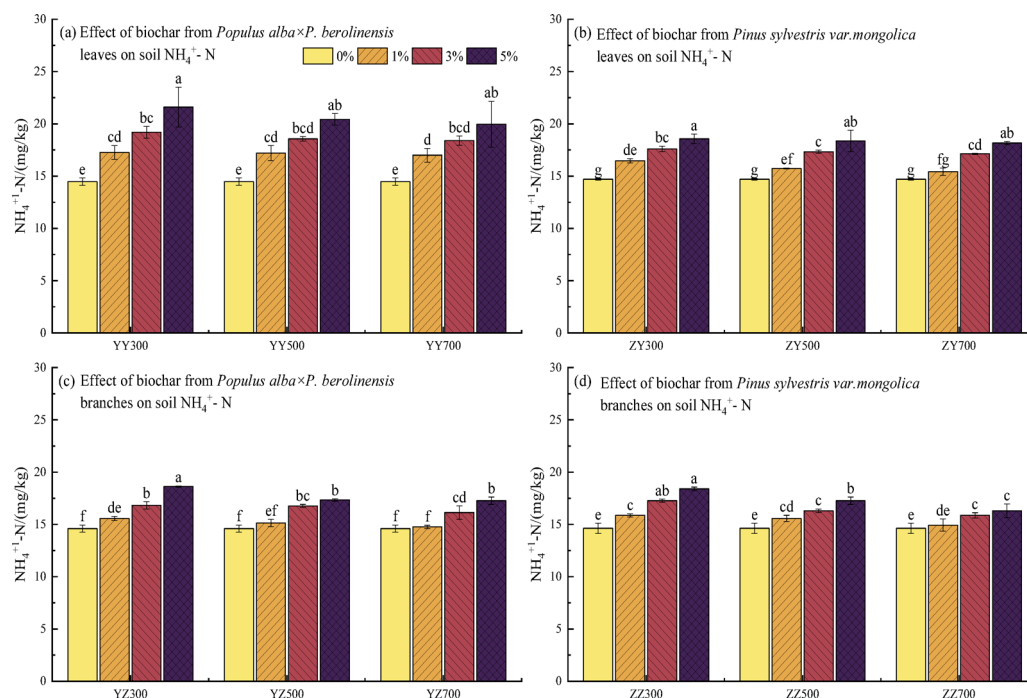 (a) Effect of biochar from Populus alba×P. berolinensis
leaves on soil NH₄⁺- N
0% 1% 3% 5%
NH₄⁺¹-N/(mg/kg)
30
25
20
15
10
5
0
e cd bc a
e cd bcd ab
e d bcd ab
YY300 YY500 YY700
(b) Effect of biochar from Pinus sylvestris var.mongolica
leaves on soil NH₄⁺- N
NH₄⁺¹-N/(mg/kg)
30
25
20
15
10
5
0
g de bc a
g ef c ab
g fg cd ab
ZY300 ZY500 ZY700
(c) Effect of biochar from Populus alba×P. berolinensis
branches on soil NH₄⁺- N
NH₄⁺¹-N/(mg/kg)
30
25
20
15
10
5
0
f de b a
f ef bc b
f f cd b
YZ300 YZ500 YZ700
(d) Effect of biochar from Pinus sylvestris var.mongolica
branches on soil NH₄⁺- N
NH₄⁺¹-N/(mg/kg)
30
25
20
15
10
5
0
e c ab a
e cd c b
e de c c
ZZ300 ZZ500 ZZ700